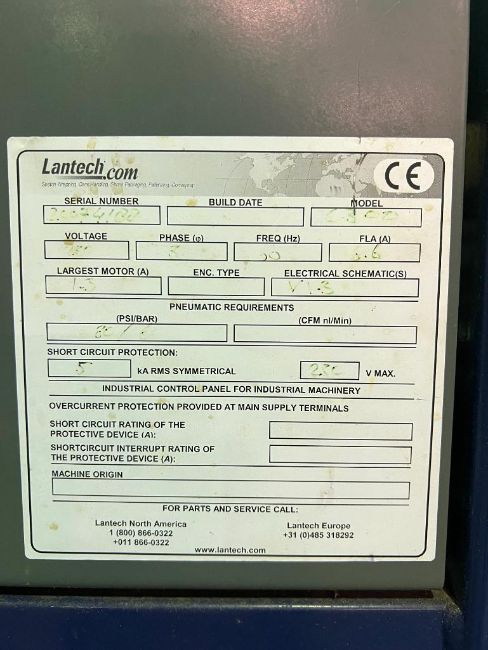 Lantech.com
CE
SERIAL NUMBER BUILD DATE MODEL
VOLTAGE PHASE (φ) FREQ (Hz) FLA (A)
3
LARGEST MOTOR (A) ENC. TYPE ELECTRICAL SCHEMATIC(S)
1.3
PNEUMATIC REQUIREMENTS
(PSI/BAR) (CFM nl/Min)
SHORT CIRCUIT PROTECTION:
5 kA RMS SYMMETRICAL V MAX.
INDUSTRIAL CONTROL PANEL FOR INDUSTRIAL MACHINERY
OVERCURRENT PROTECTION PROVIDED AT MAIN SUPPLY TERMINALS
SHORT CIRCUIT RATING OF THE
PROTECTIVE DEVICE (A):
SHORTCIRCUIT INTERRUPT RATING OF
THE PROTECTIVE DEVICE (A):
MACHINE ORIGIN
FOR PARTS AND SERVICE CALL:
Lantech North America Lantech Europe
1 (800) 866-0322 +31 (0)485 318292
+011 866-0322
www.lantech.com